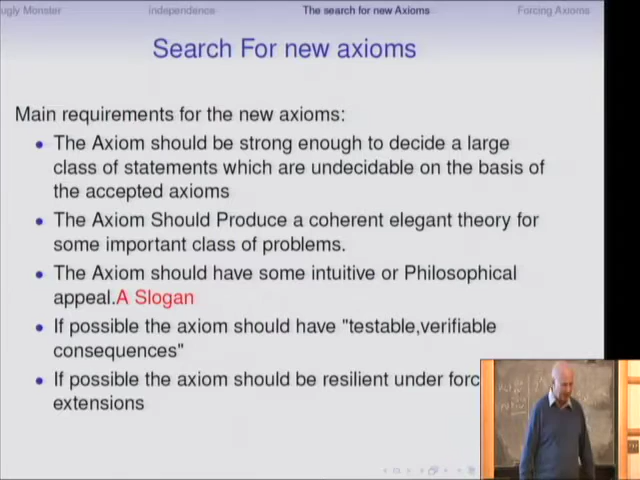 ugly Monster Independence The search for new Axioms Forcing Axioms
Search For new axioms
Main requirements for the new axioms:
The Axiom should be strong enough to decide a large
class of statements which are undecidable on the basis of
the accepted axioms
The Axiom Should Produce a coherent elegant theory for
some important class of problems.
The Axiom should have some intuitive or Philosophical
appeal.A Slogan
If possible the axiom should have "testable,verifiable
consequences"
If possible the axiom should be resilient under forc
extensions